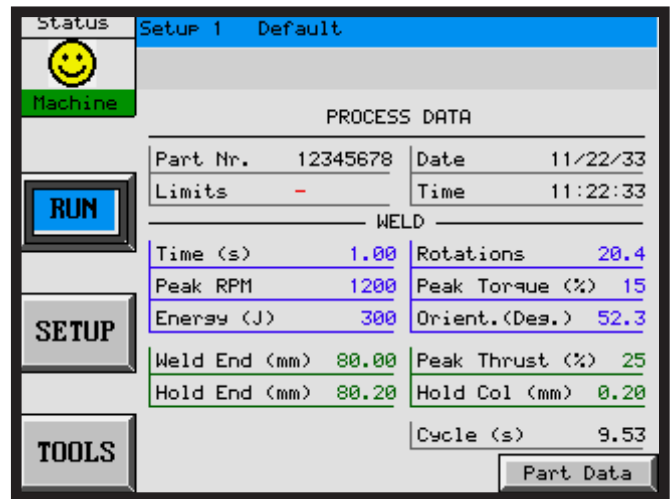 Status
Setup 1 Default
Machine
PROCESS DATA
Part Nr. 12345678 Date 11/22/33
Limits - Time 11:22:33
RUN
WELD
Time (s) 1.00 Rotations 20.4
Peak RPM 1200 Peak Torque (%) 15
Energy (J) 300 Orient.(Deg.) 52.3
SETUP
Weld End (mm) 80.00 Peak Thrust (%) 25
Hold End (mm) 80.20 Hold Col (mm) 0.20
Cycle (s) 9.53
TOOLS
Part Data